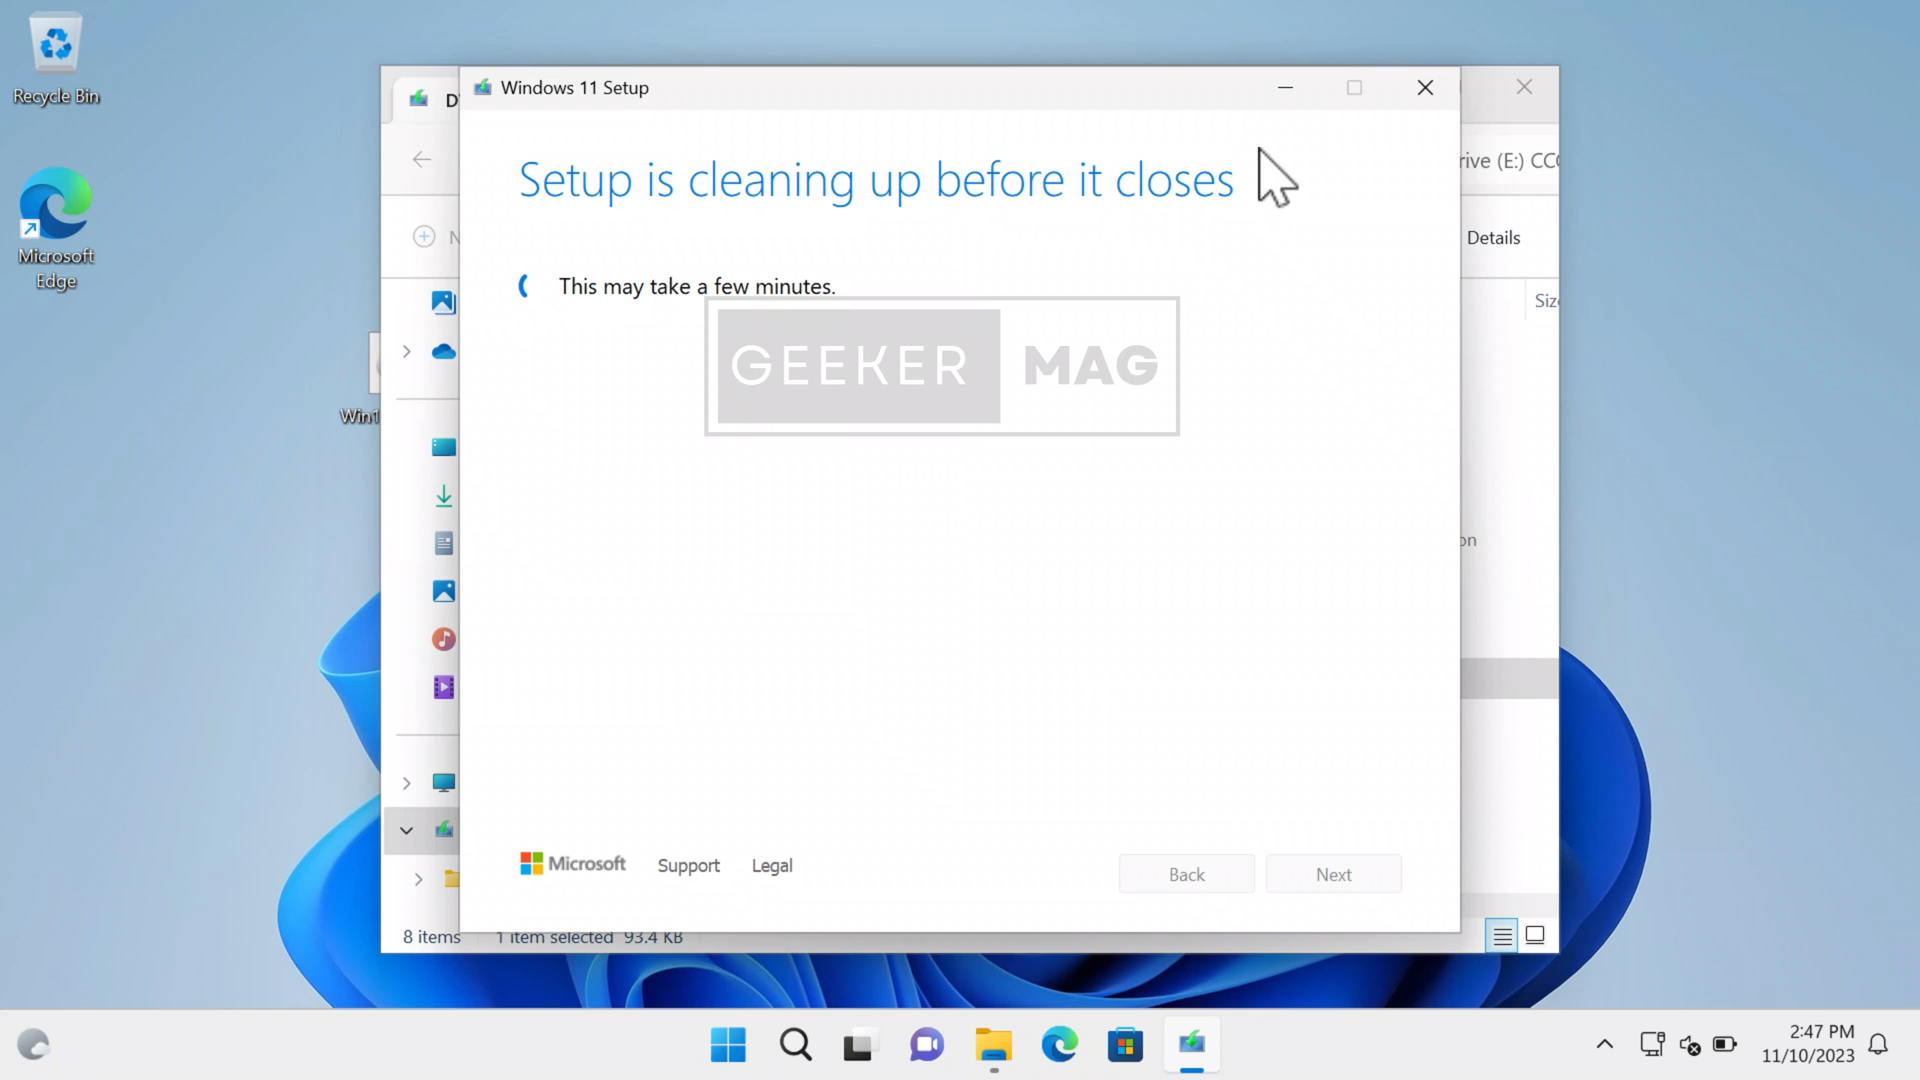 Recycle Bin
Microsoft
Edge
Windows 11 Setup
Setup is cleaning up before it closes
This may take a few minutes.
GEEKER MAG
rive (E:) CC
Details
Microsoft
Support
Legal
Back
Next
8 items
1 item selected 93.4 KB
2:47 PM
11/10/2023